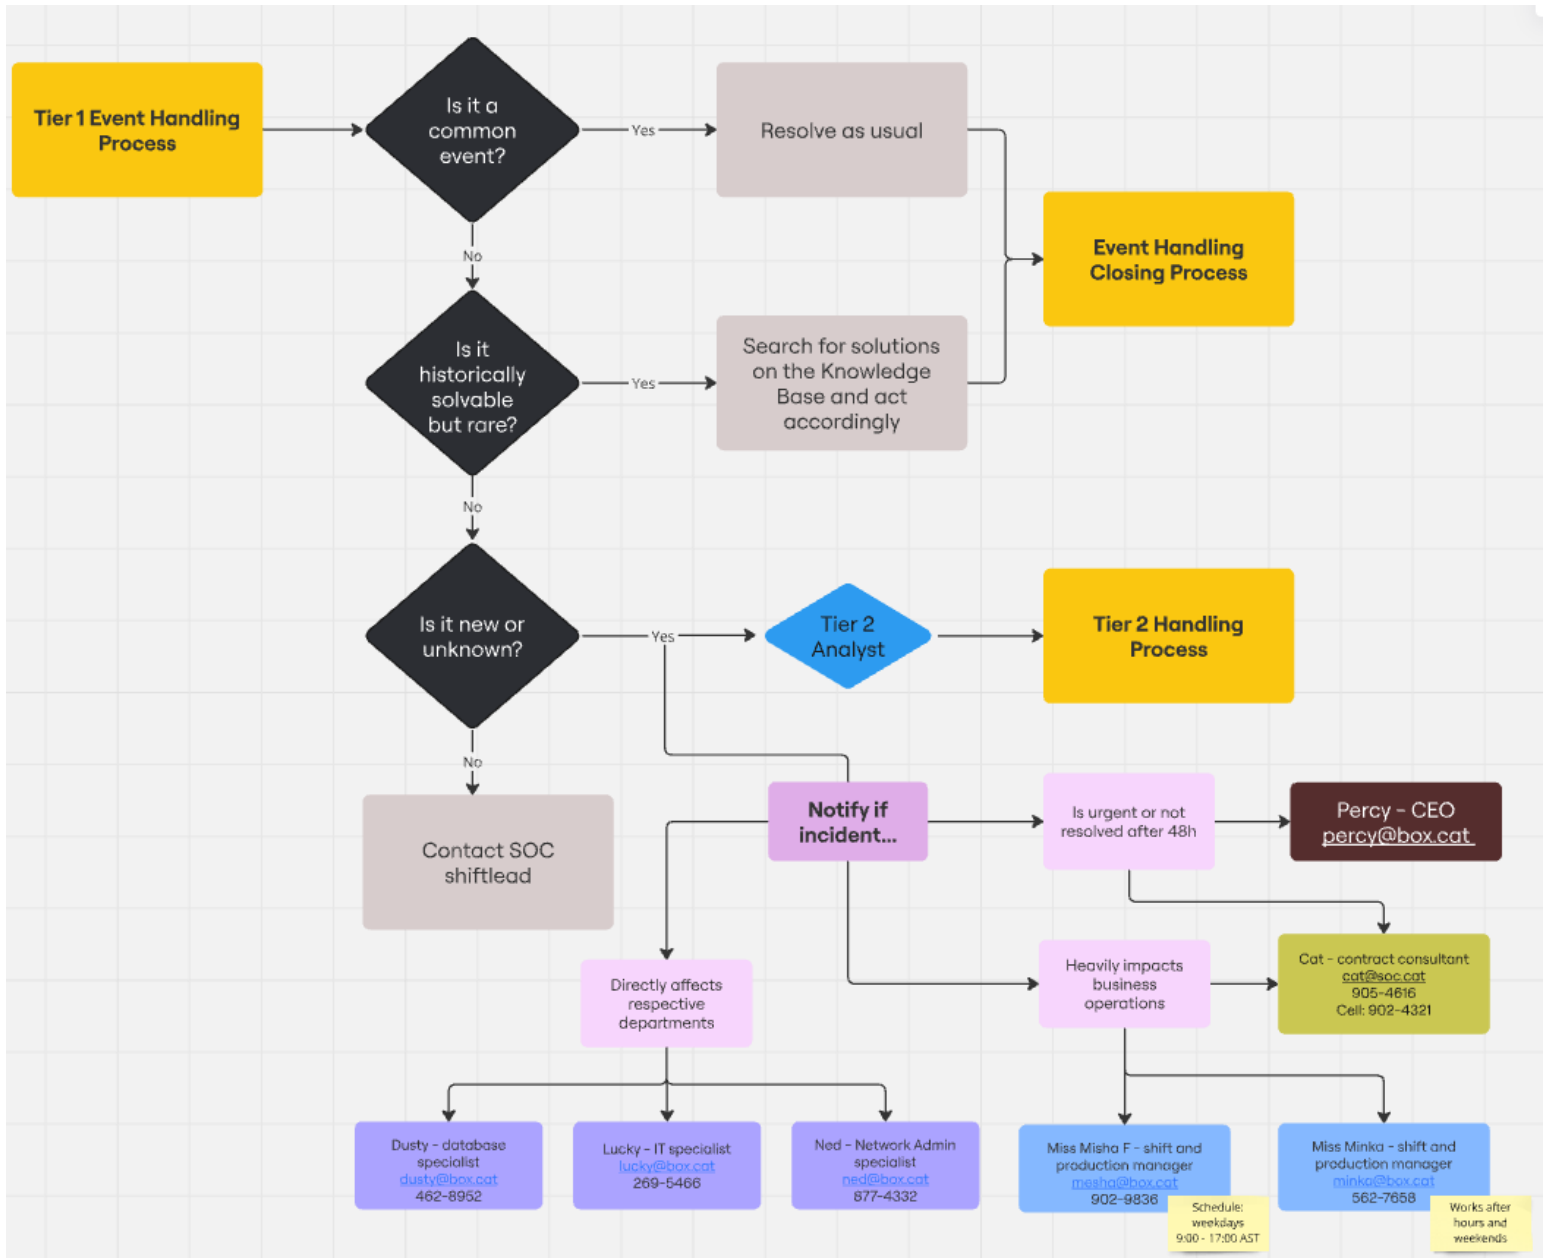 Tier 1 Event Handling
Process
Is it a
common
event?
Yes
Resolve as usual
No
Event Handling
Closing Process
Is it
historically
solvable
but rare?
Yes
Search for solutions
on the Knowledge
Base and act
accordingly
No
Is it new or
unknown?
Yes
Tier 2
Analyst
Tier 2 Handling
Process
No
Contact SOC
shiftlead
Notify if
incident...
Is urgent or not
resolved after 48h
Percy - CEO
percy@box.cat
Directly affects
respective
departments
Heavily impacts
business
operations
Cat - contract consultant
cat@soc.cat
905-4616
Cell: 902-4321
Dusty - database
specialist
dusty@box.cat
462-8952
Lucky - IT specialist
lucky@box.cat
269-5466
Ned - Network Admin
specialist
ned@box.cat
877-4332
Miss Misha F - shift and
production manager
mesha@box.cat
902-9836
Schedule:
weekdays
9:00 - 17:00 AST
Miss Minka - shift and
production manager
minka@box.cat
562-7658
Works after
hours and
weekends